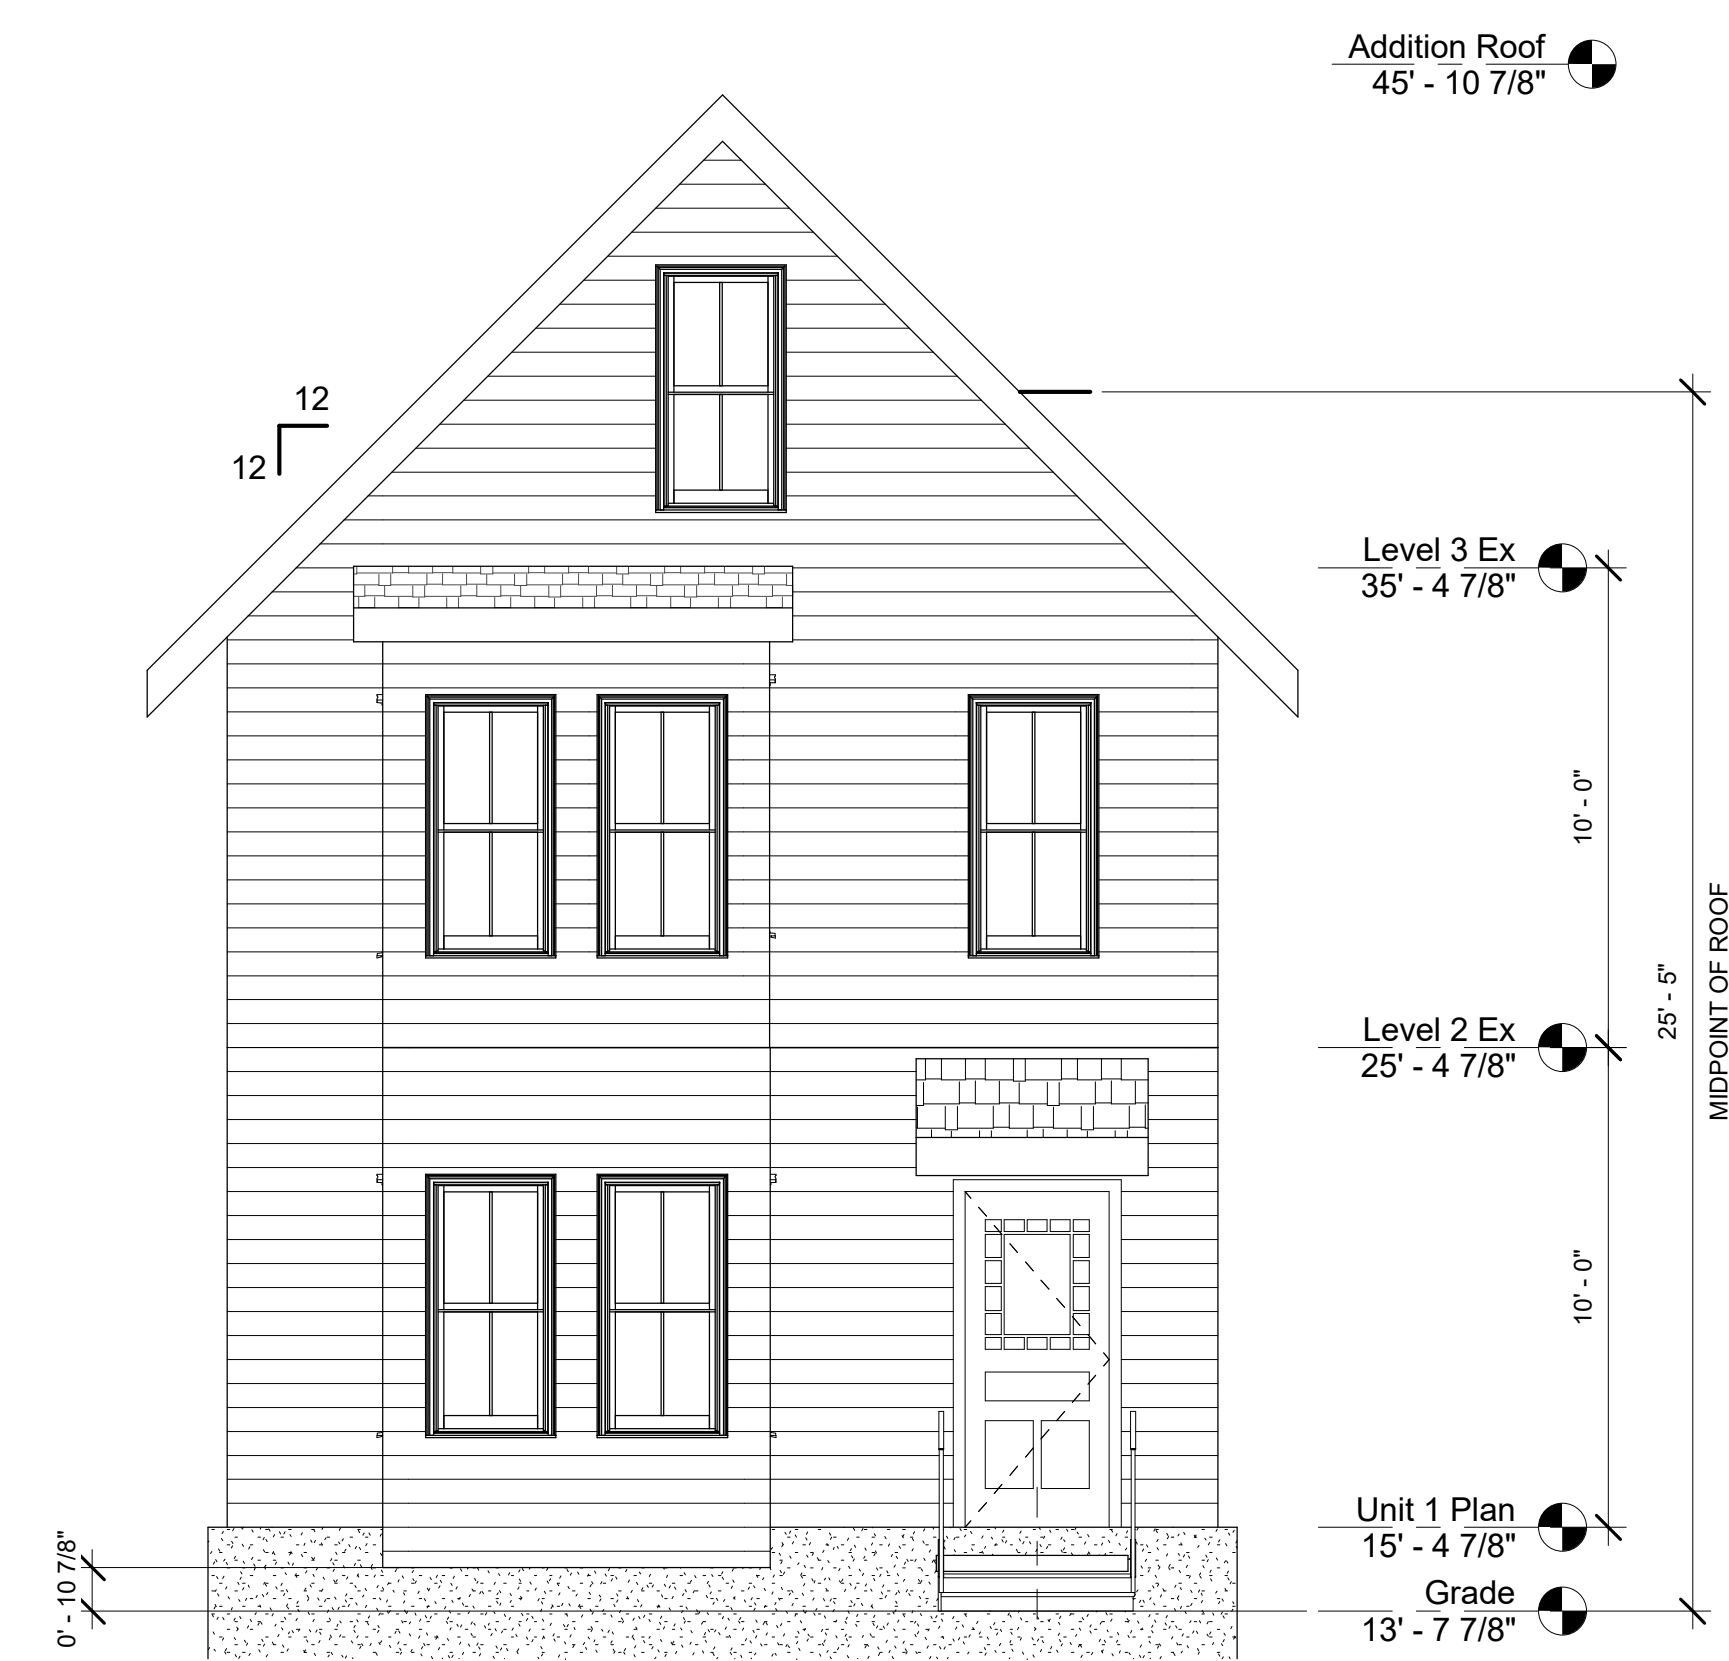 Addition Roof
45' - 10 7/8"
12
12
Level 3 Ex
35' - 4 7/8"
10' - 0"
MIDPOINT OF ROOF
25' - 5"
Level 2 Ex
25' - 4 7/8"
10' - 0"
Unit 1 Plan
15' - 4 7/8"
0' - 10 7/8"
Grade
13' - 7 7/8"